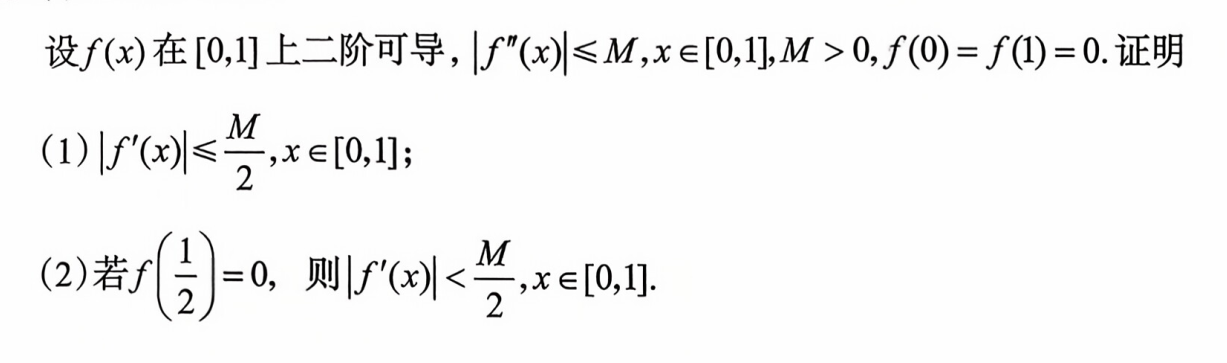 设f(x)在[0,1]上二阶可导,|f″(x)|≤M,x∈[0,1],M>0,f(0)=f(1)=0.证明
(1)|f′(x)|≤M/2,x∈[0,1];
(2)若f(1/2)=0, 则|f′(x)|<M/2,x∈[0,1].